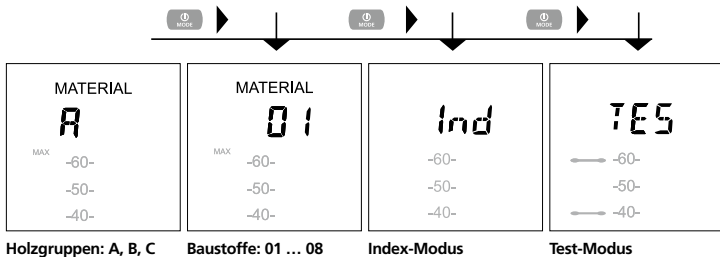 MODE MODE MODE
MATERIAL MATERIAL
A 01 Ind TES
MAX -60- MAX -60- -60- -60-
-50- -50- -50- -50-
-40- -40- -40- -40-
Holzgruppen: A, B, C Baustoffe: 01 … 08 Index-Modus Test-Modus